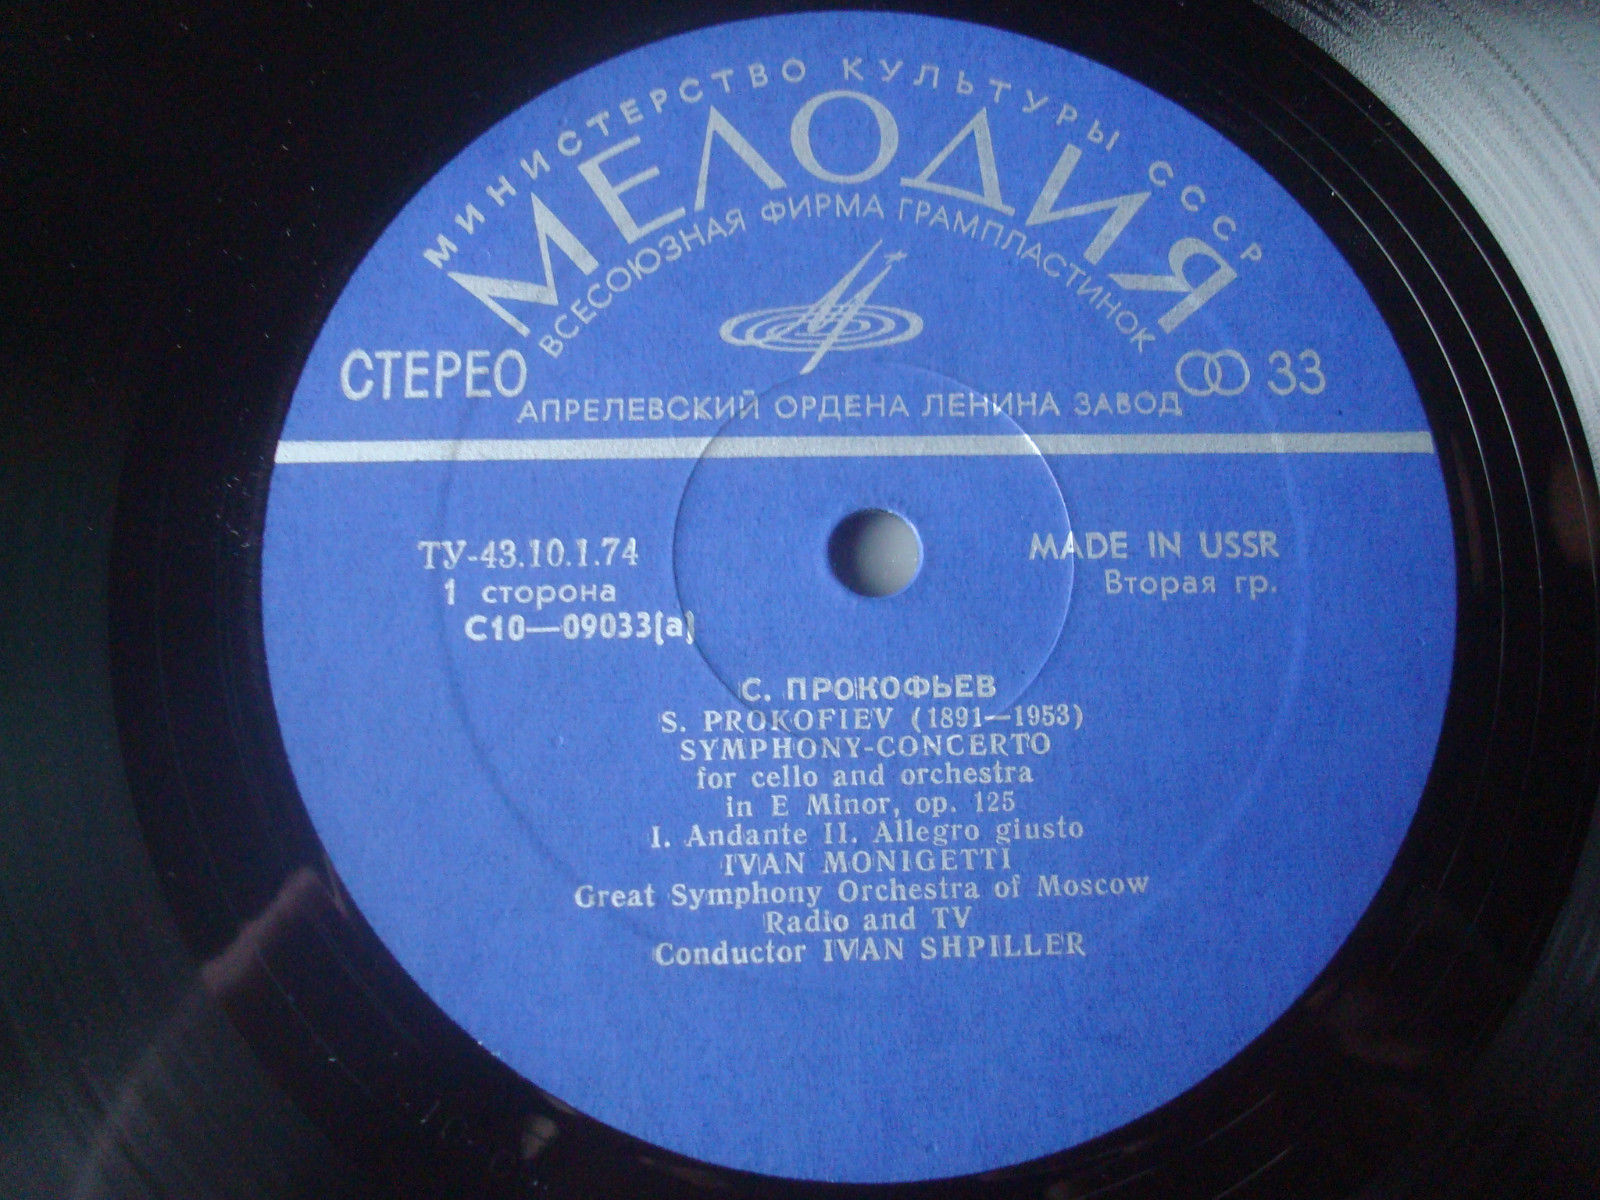 МИНИСТЕРСТВО КУЛЬТУРЫ СССР
МЕЛОДИЯ
ВСЕСОЮЗНАЯ ФИРМА ГРАМПЛАСТИНОК
СТЕРЕО
33
АПРЕЛЕВСКИЙ ОРДЕНА ЛЕНИНА ЗАВОД
ТУ-43.10.1.74
1 сторона
С10—09033(а)
MADE IN USSR
Вторая гр.
С. ПРОКОФЬЕВ
S. PROKOFIEV (1891—1953)
SYMPHONY-CONCERTO
for cello and orchestra
in E Minor, op. 125
I. Andante II. Allegro giusto
IVAN MONIGETTI
Great Symphony Orchestra of Moscow
Radio and TV
Conductor IVAN SHPILLER